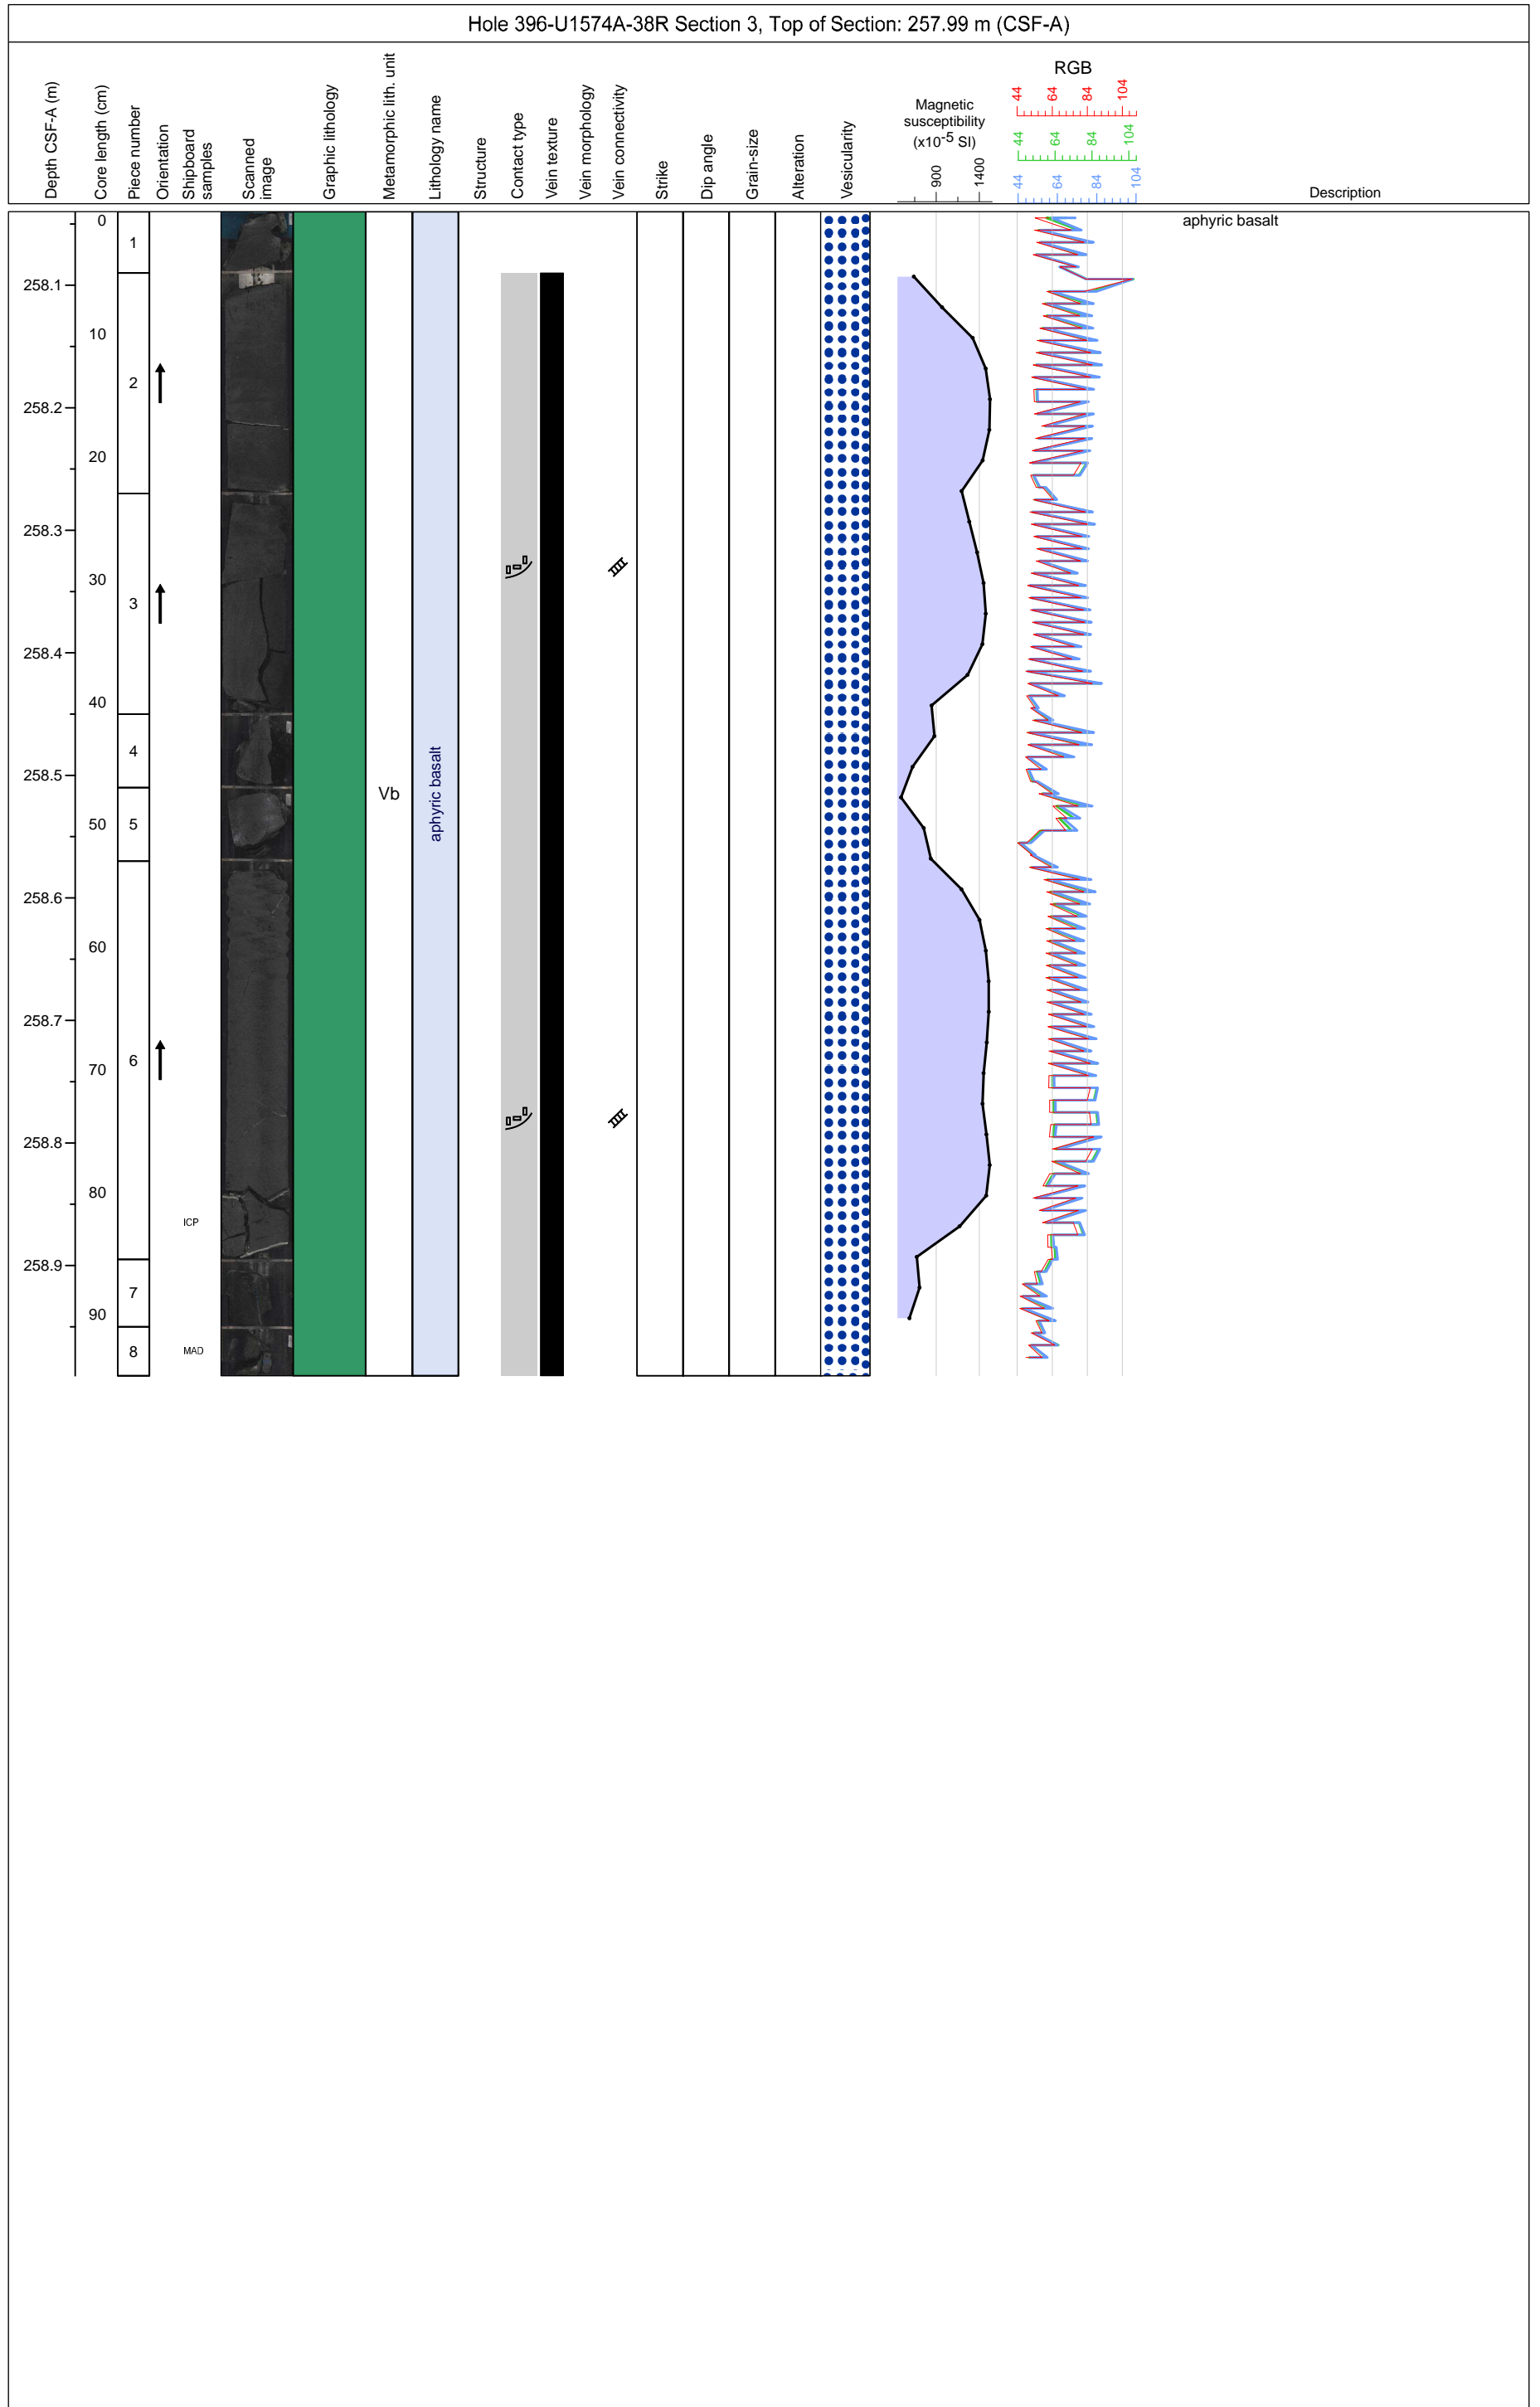 Hole 396-U1574A-38R Section 3, Top of Section: 257.99 m (CSF-A)
Depth CSF-A (m)
Core length (cm)
Piece number
Orientation
Shipboard
samples
Scanned
image
Graphic lithology
Metamorphic lith. unit
Lithology name
Structure
Contact type
Vein texture
Vein morphology
Vein connectivity
Strike
Dip angle
Grain-size
Alteration
Vesicularity
Magnetic
susceptibility
(x10-5 SI)
900
1400
RGB
44 64 84 104
44 64 84 104
44 64 84 104
Description
0
1
aphyric basalt
258.1
10
2
258.2
20
258.3
30
3
258.4
40
4
258.5
Vb
aphyric basalt
50
5
258.6
60
258.7
70
6
258.8
80
ICP
258.9
7
90
8
MAD